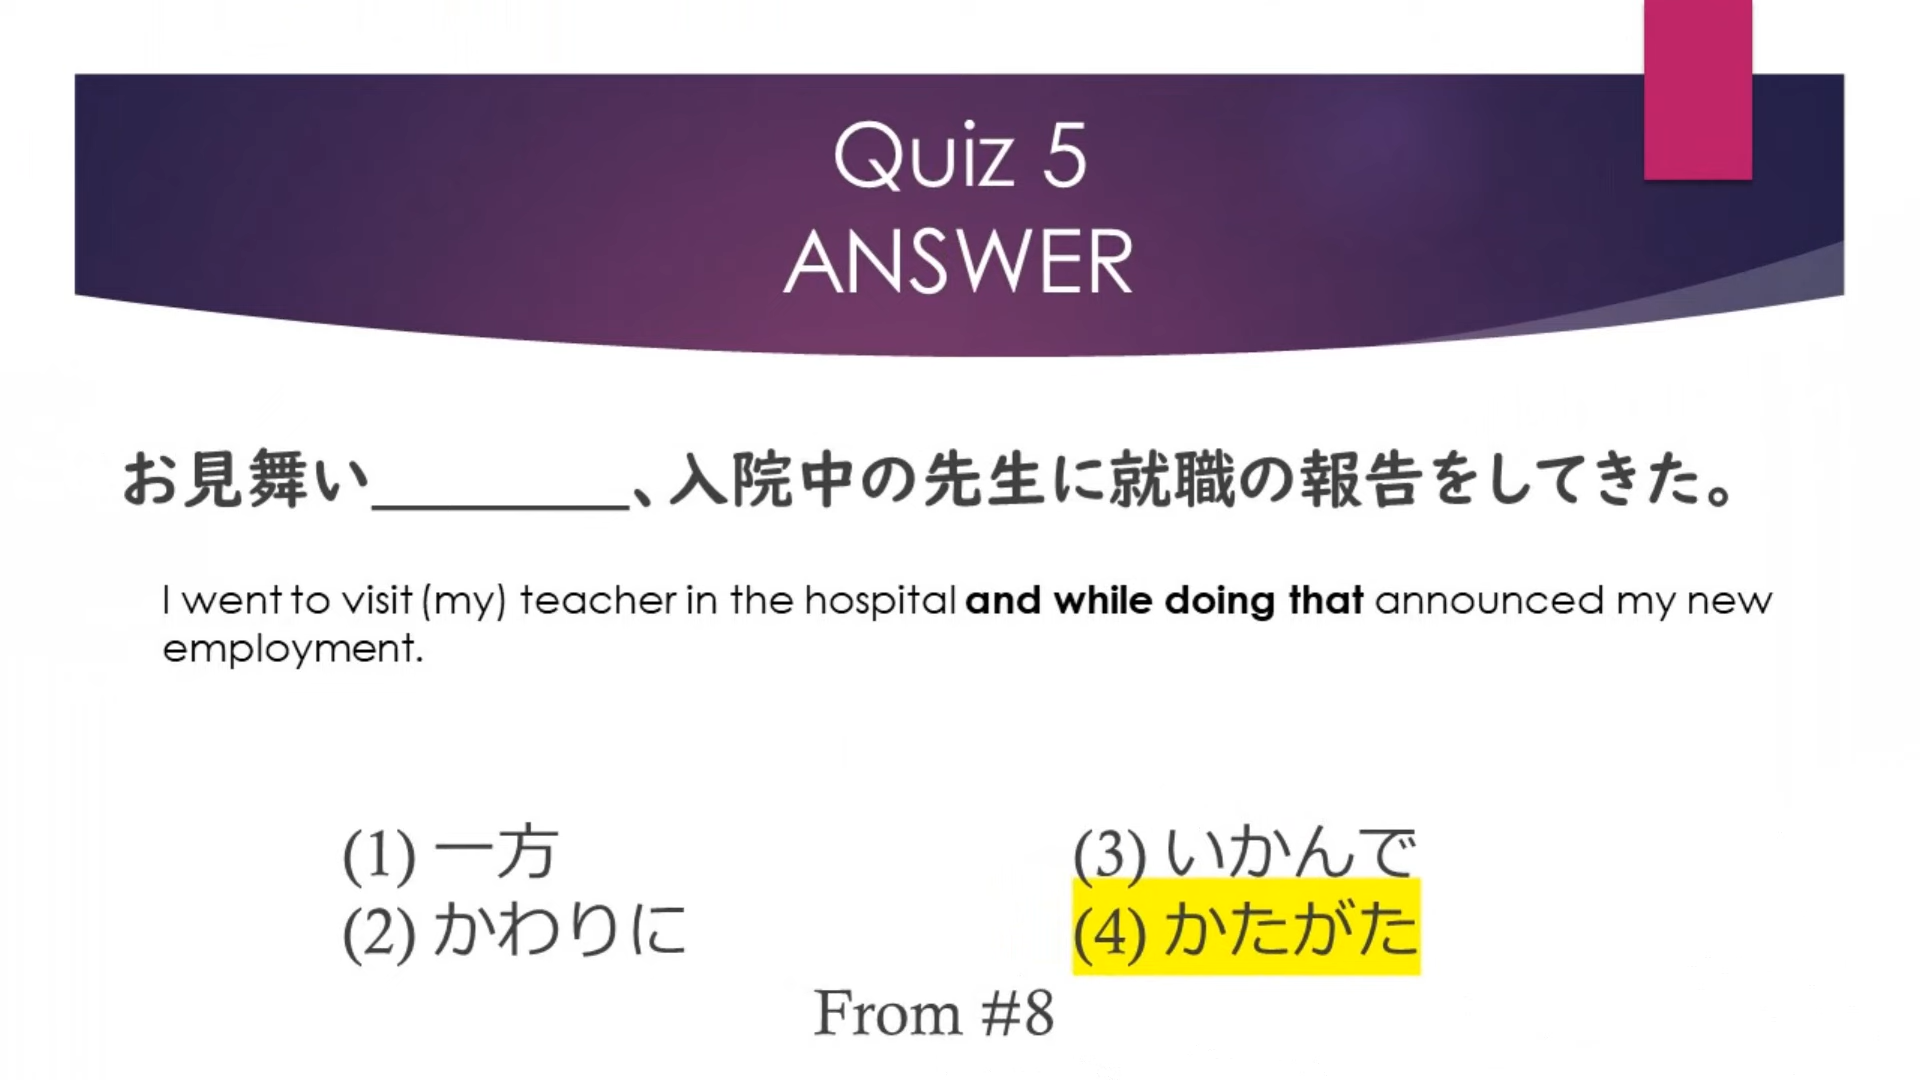 Quiz 5
ANSWER
お見舞い________、入院中の先生に就職の報告をしてきた。
I went to visit (my) teacher in the hospital and while doing that announced my new
employment.
(1) 一方
(2) かわりに
(3) いかんで
(4) かたがた
From #8